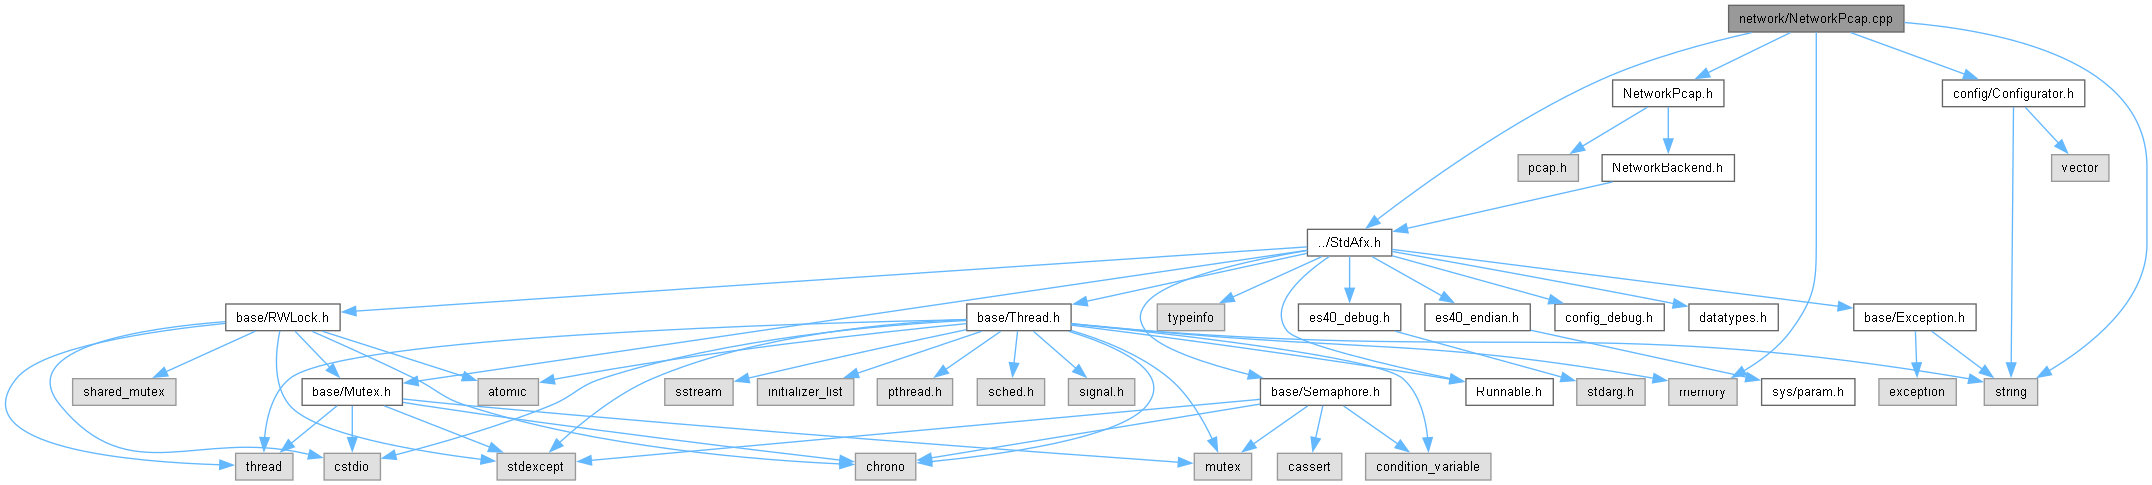 network/NetworkPcap.cpp
NetworkPcap.h
config/Configurator.h
pcap.h
NetworkBackend.h
vector
../StdAfx.h
base/RWLock.h
base/Thread.h
typeinfo
es40_debug.h
es40_endian.h
config_debug.h
datatypes.h
base/Exception.h
shared_mutex
base/Mutex.h
atomic
sstream
initializer_list
pthread.h
sched.h
signal.h
base/Semaphore.h
Runnable.h
stdarg.h
memory
sys/param.h
exception
string
thread
cstdio
stdexcept
chrono
mutex
cassert
condition_variable